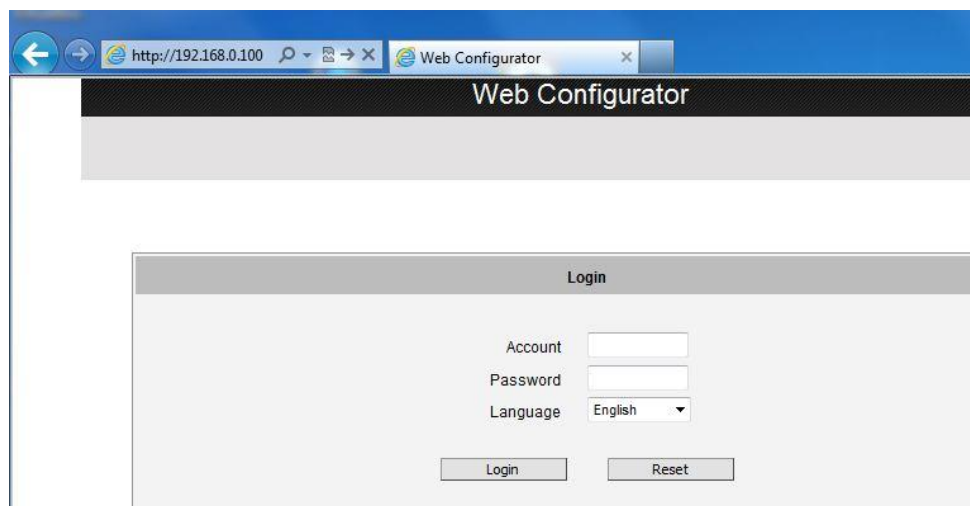 http://192.168.0.100 Web Configurator
Web Configurator
Login
Account
Password
Language English
Login Reset